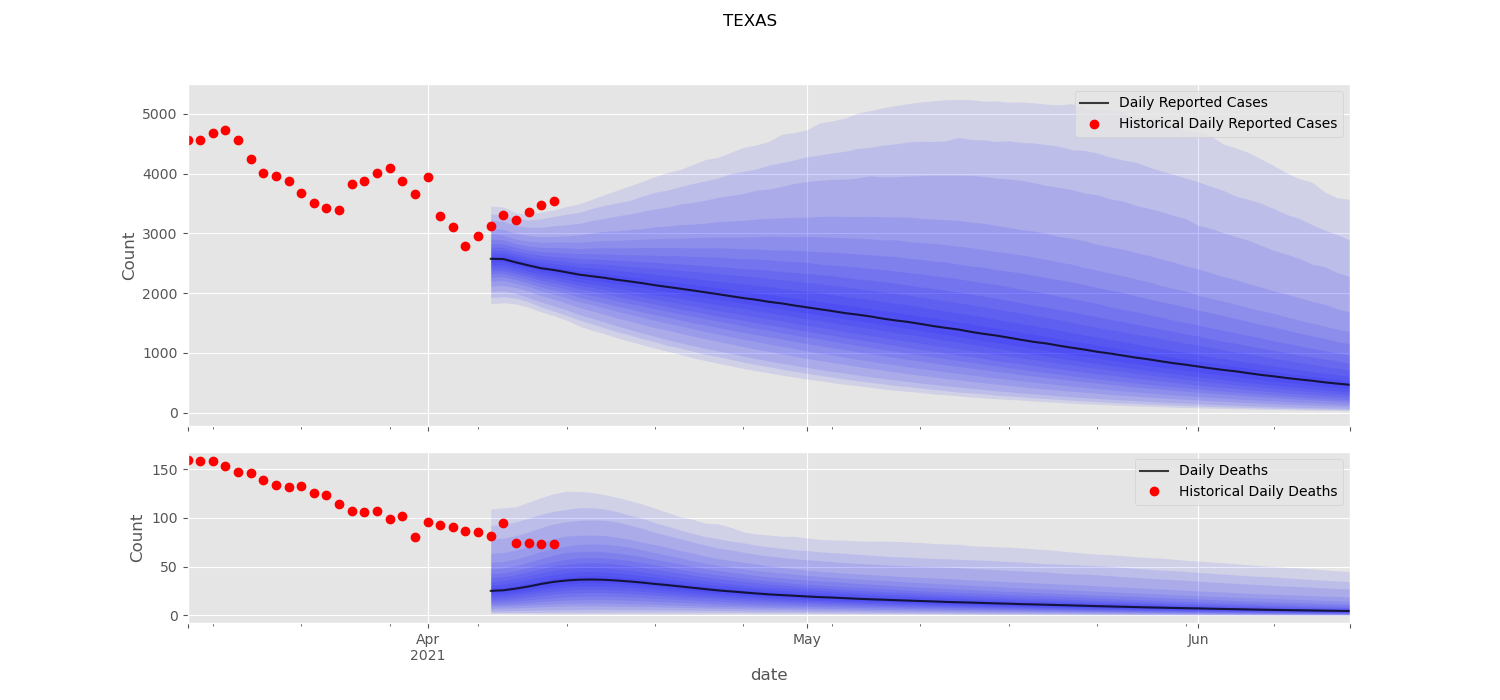 TEXAS
5000
4000
3000
2000
1000
0
Count
Daily Reported Cases
Historical Daily Reported Cases
150
100
50
0
Count
Daily Deaths
Historical Daily Deaths
Apr
2021
May
Jun
date